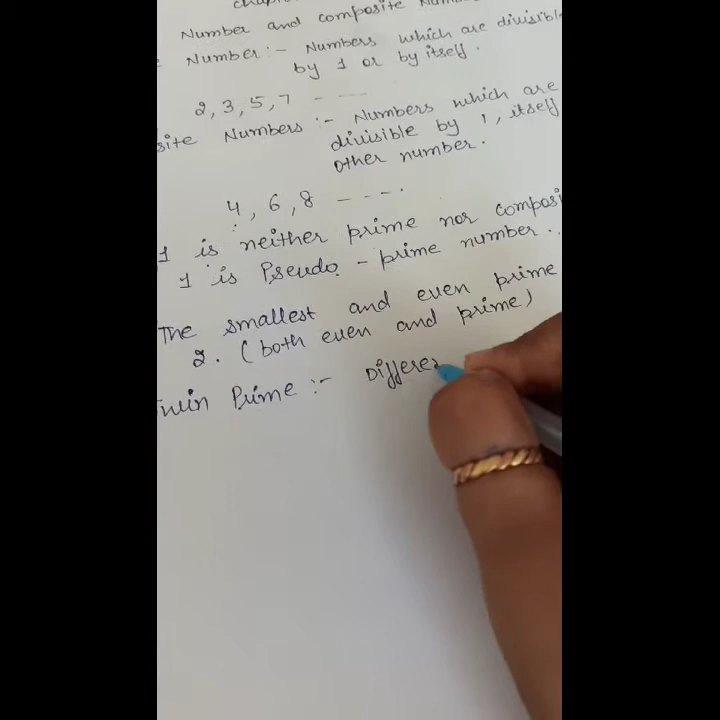 Number and composite
Number :- Numbers which are divisible
by 1 or by itself.
2, 3, 5, 7 - ----
site Numbers :- Numbers which are
divisible by 1, itself
other number.
4, 6, 8 - - - -.
1 is neither prime nor composi
1 is Pseudo - prime number.
The smallest and even prime
2. (both even and prime)
Twin Prime :- Differe